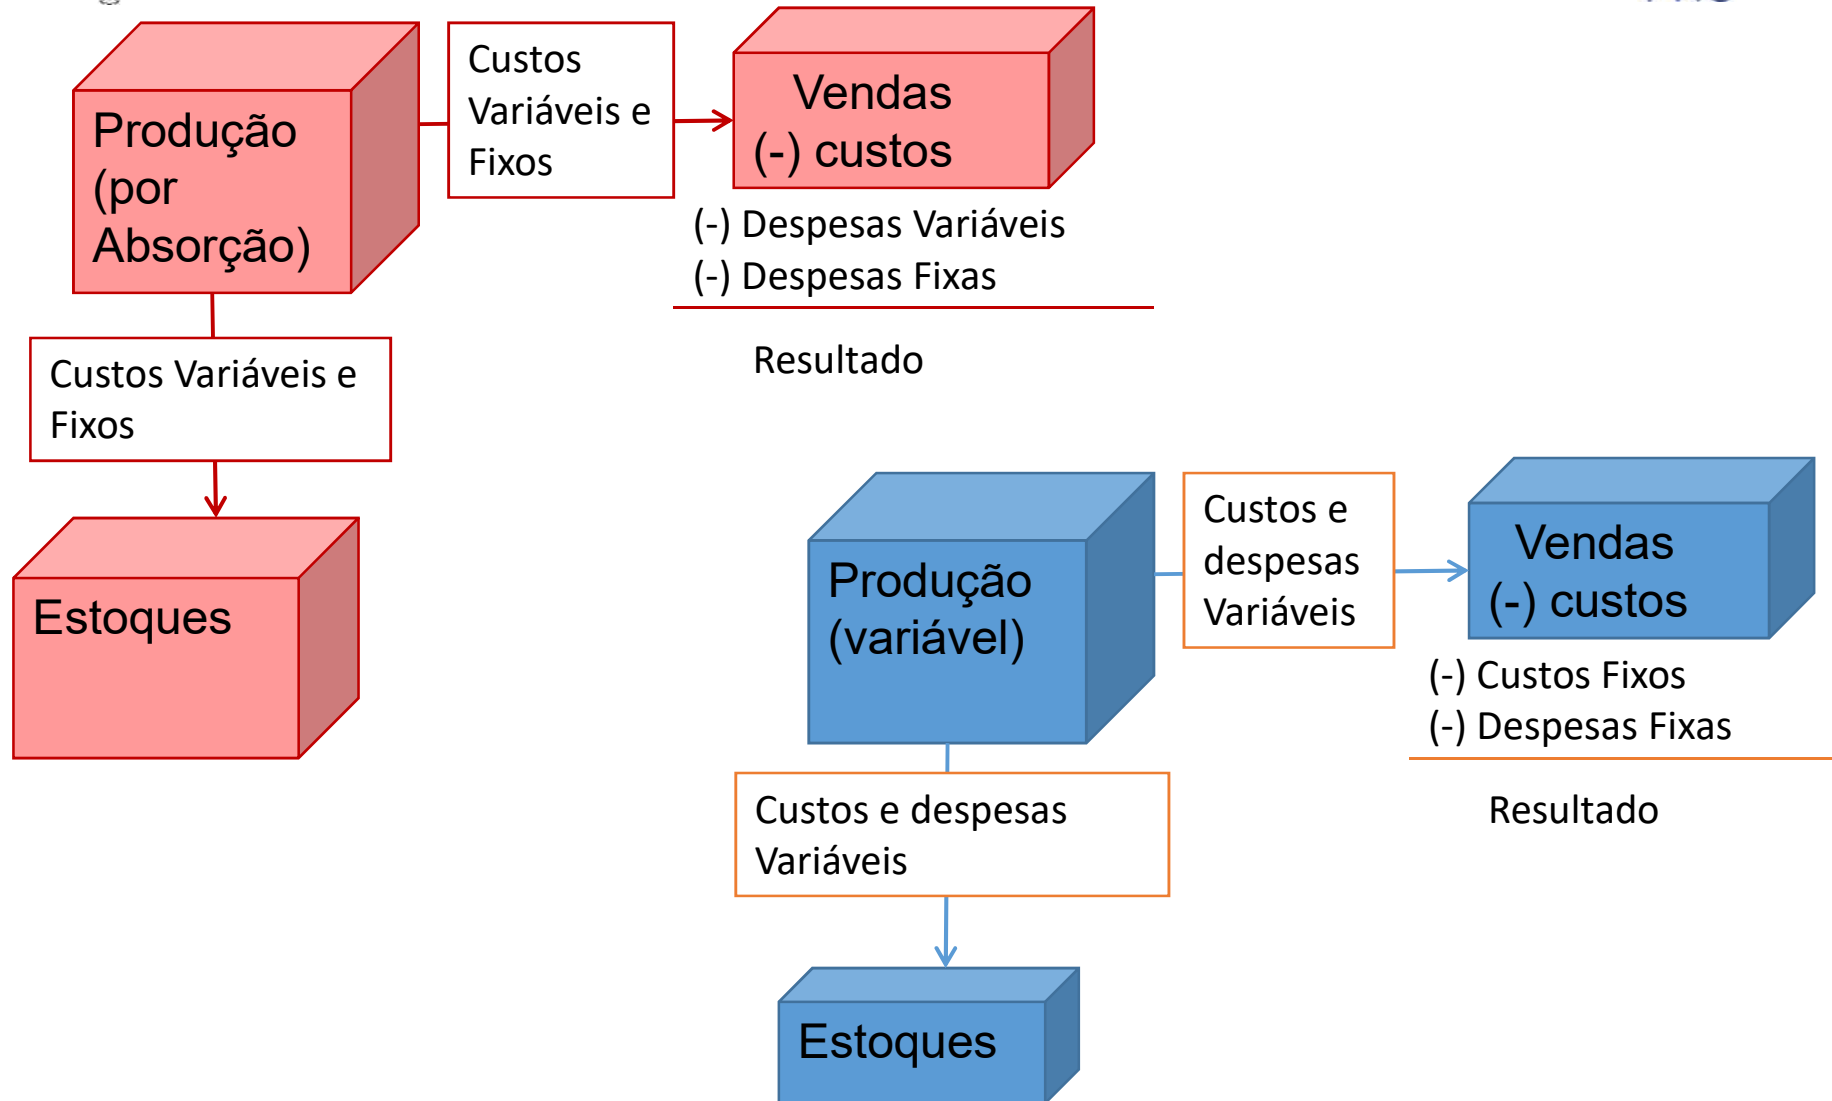 Produção
(por
Absorção)
Custos
Variáveis e
Fixos
Vendas
(-) custos
(-) Despesas Variáveis
(-) Despesas Fixas
Resultado
Custos Variáveis e
Fixos
Estoques
Produção
(variável)
Custos e
despesas
Variáveis
Vendas
(-) custos
(-) Custos Fixos
(-) Despesas Fixas
Resultado
Custos e despesas
Variáveis
Estoques